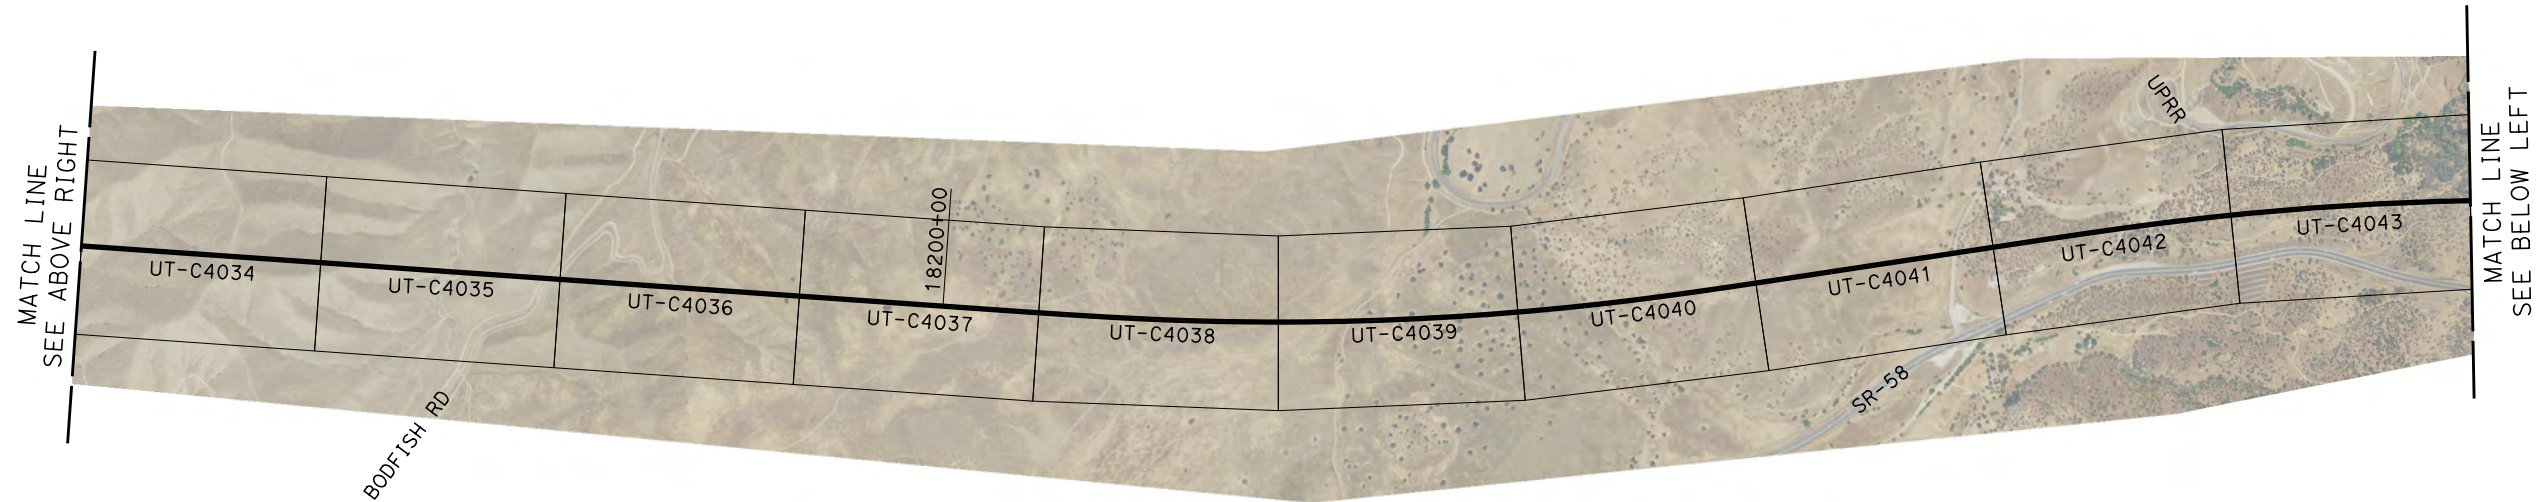 MATCH LINE
SEE ABOVE RIGHT
UT-C4034
UT-C4035
UT-C4036
UT-C4037
UT-C4038
UT-C4039
UT-C4040
UT-C4041
UT-C4042
UT-C4043
18200+00
BODFISH RD
SR-58
UPRR
MATCH LINE
SEE BELOW LEFT